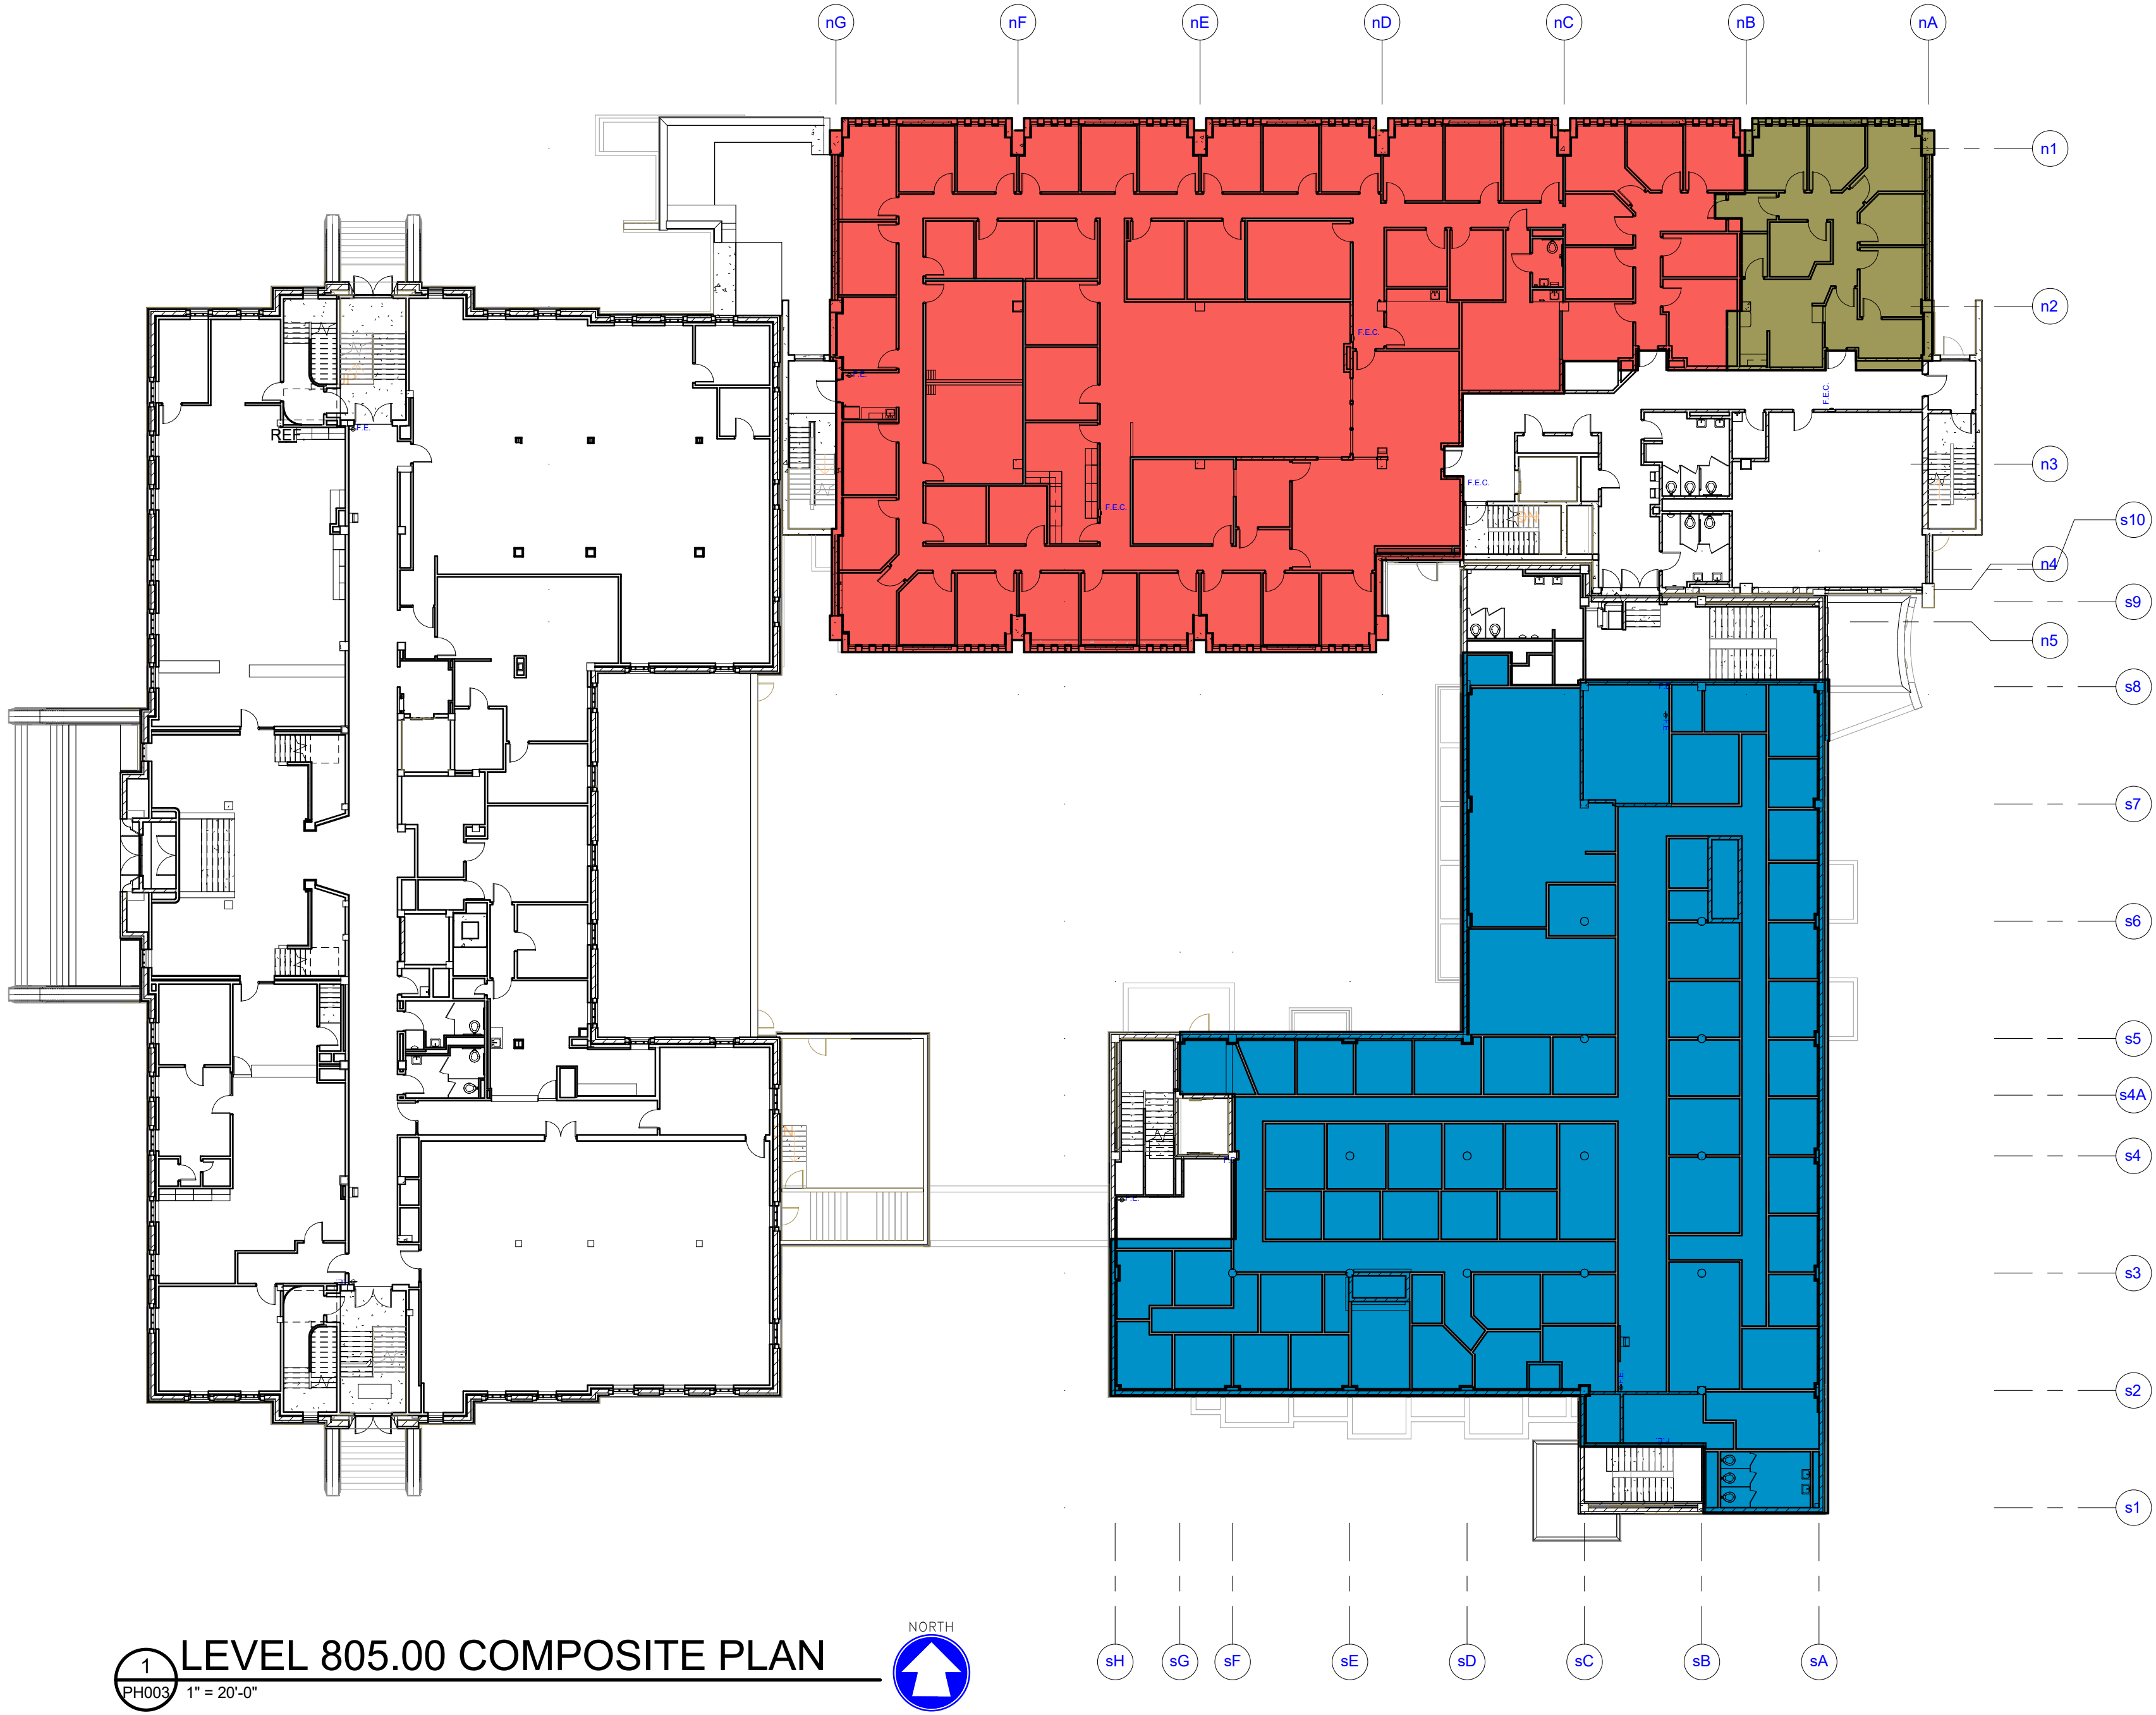 nG nF nE nD nC nB nA
n1
n2
F.E.C.
F.E.
F.E.C.
F.E.
REF.
n3
F.E.C.
F.E.C.
s10
n4
s9
n5
s8
s7
s6
s5
s4A
s4
F.E.
s3
s2
s1
NORTH
LEVEL 805.00 COMPOSITE PLAN
1
PH003
1" = 20'-0"
sH sG sF sE sD sC sB sA